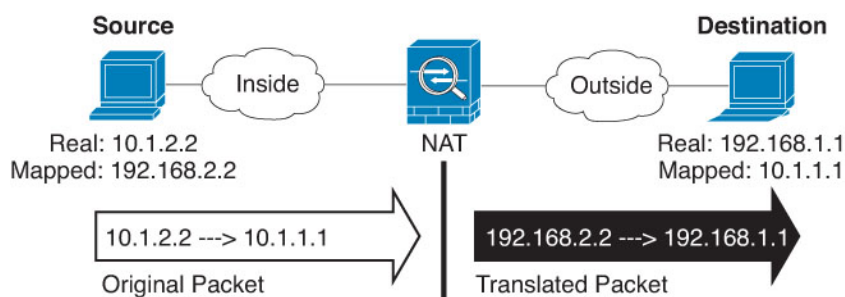 Source
Destination
Inside
Outside
NAT
Real: 10.1.2.2
Mapped: 192.168.2.2
Real: 192.168.1.1
Mapped: 10.1.1.1
10.1.2.2 ---> 10.1.1.1
192.168.2.2 ---> 192.168.1.1
Original Packet
Translated Packet